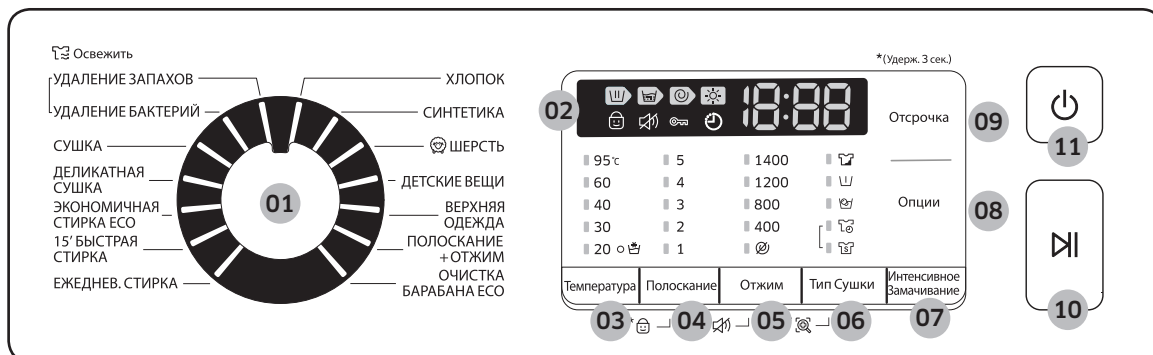 Освежить
УДАЛЕНИЕ ЗАПАХОВ
УДАЛЕНИЕ БАКТЕРИЙ
СУШКА
ДЕЛИКАТНАЯ
СУШКА
ЭКОНОМИЧНАЯ
СТИРКА ECO
15' БЫСТРАЯ
СТИРКА
ЕЖЕДНЕВ. СТИРКА
01
ХЛОПОК
СИНТЕТИКА
ШЕРСТЬ
ДЕТСКИЕ ВЕЩИ
ВЕРХНЯЯ
ОДЕЖДА
ПОЛОСКАНИЕ
+ ОТЖИМ
ОЧИСТКА
БАРАБАНА ECO
*(Удерж. 3 сек.)
02
18:88
95°c 5 1400
60 4 1200
40 3 800
30 2 400
20 1
Отсрочка
09
Опции
08
Температура
Полоскание
Отжим
Тип Сушки
Интенсивное
Замачивание
03 * 04 05 06 07
11
10